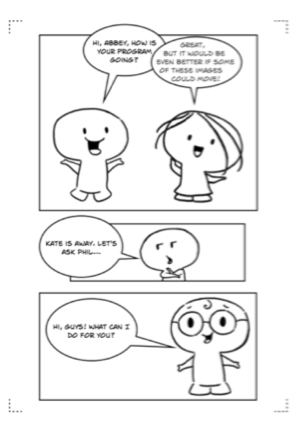 HI, ABBEY, HOW IS
YOUR PROGRAM
GOING?
GREAT,
BUT IT WOULD BE
EVEN BETTER IF SOME
OF THESE IMAGES
COULD MOVE!
KATE IS AWAY. LET'S
ASK PHIL...
HI, GUYS! WHAT CAN I
DO FOR YOU?